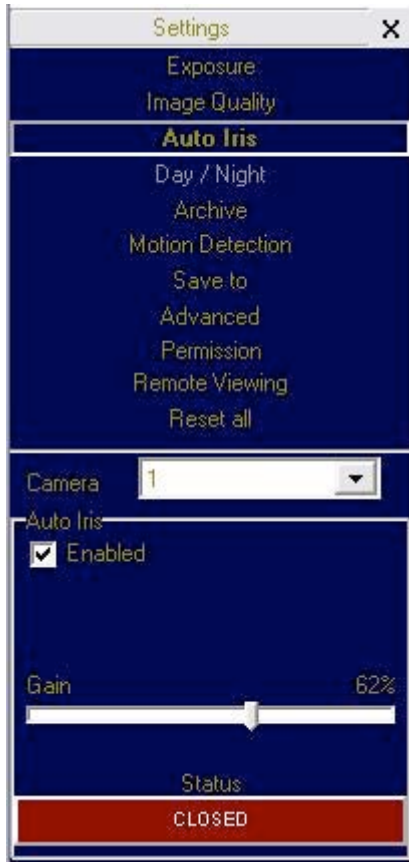 Settings X
Exposure
Image Quality
Auto Iris
Day / Night
Archive
Motion Detection
Save to
Advanced
Permission
Remote Viewing
Reset all
Camera 1
Auto Iris
Enabled
Gain 62%
Status
CLOSED